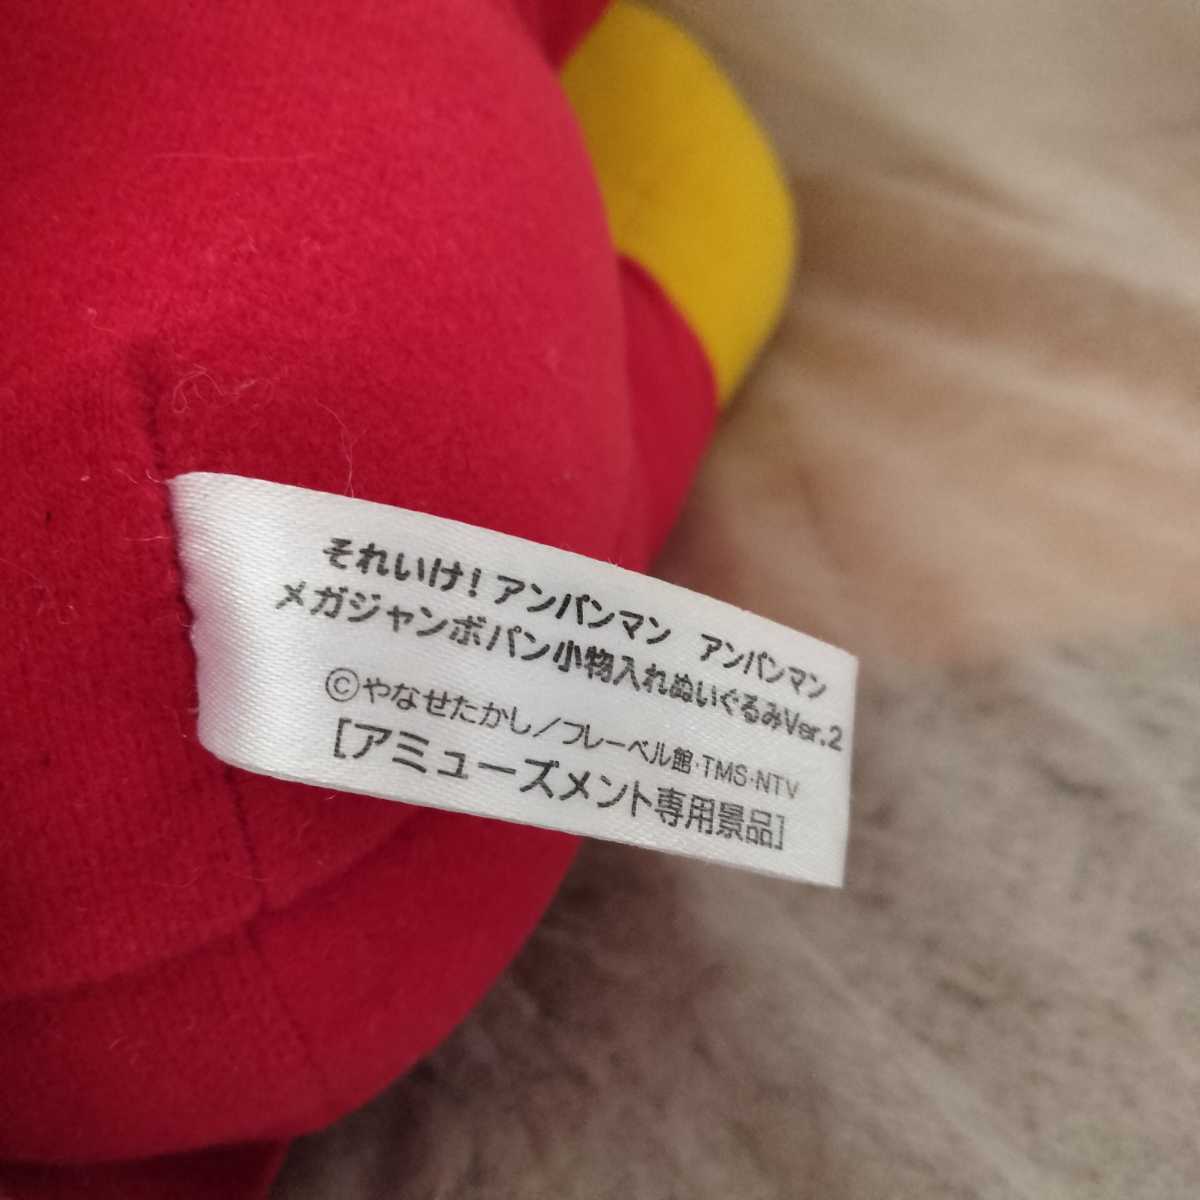 それいけ！アンパンマン　アンパンマン
メガジャンボパン小物入れぬいぐるみVer.2
©やなせたかし／フレーベル館・TMS・NTV
［アミューズメント専用景品］